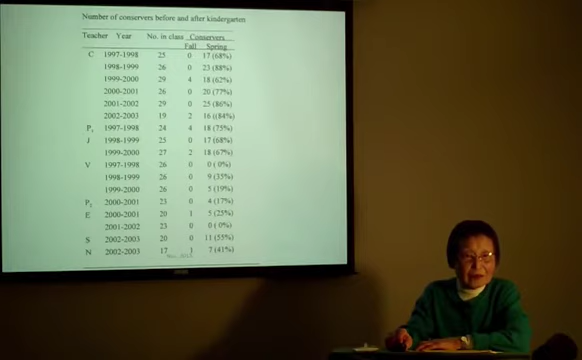 Number of conservers before and after kindergarten
Teacher Year No. in class Conservers
Fall Spring
C 1997-1998 25 0 17 (68%)
1998-1999 26 0 23 (88%)
1999-2000 29 4 18 (62%)
2000-2001 26 0 20 (77%)
2001-2002 29 0 25 (86%)
2002-2003 19 2 16 ((84%)
P₁ 1997-1998 24 4 18 (75%)
J 1998-1999 25 0 17 (68%)
1999-2000 27 2 18 (67%)
V 1997-1998 26 0 0 ( 0%)
1998-1999 26 0 9 (35%)
1999-2000 26 0 5 (19%)
P₂ 2000-2001 23 0 4 (17%)
E 2000-2001 20 1 5 (25%)
2001-2002 23 0 0 ( 0%)
S 2002-2003 20 0 11 (55%)
N 2002-2003 17 1 7 (41%)